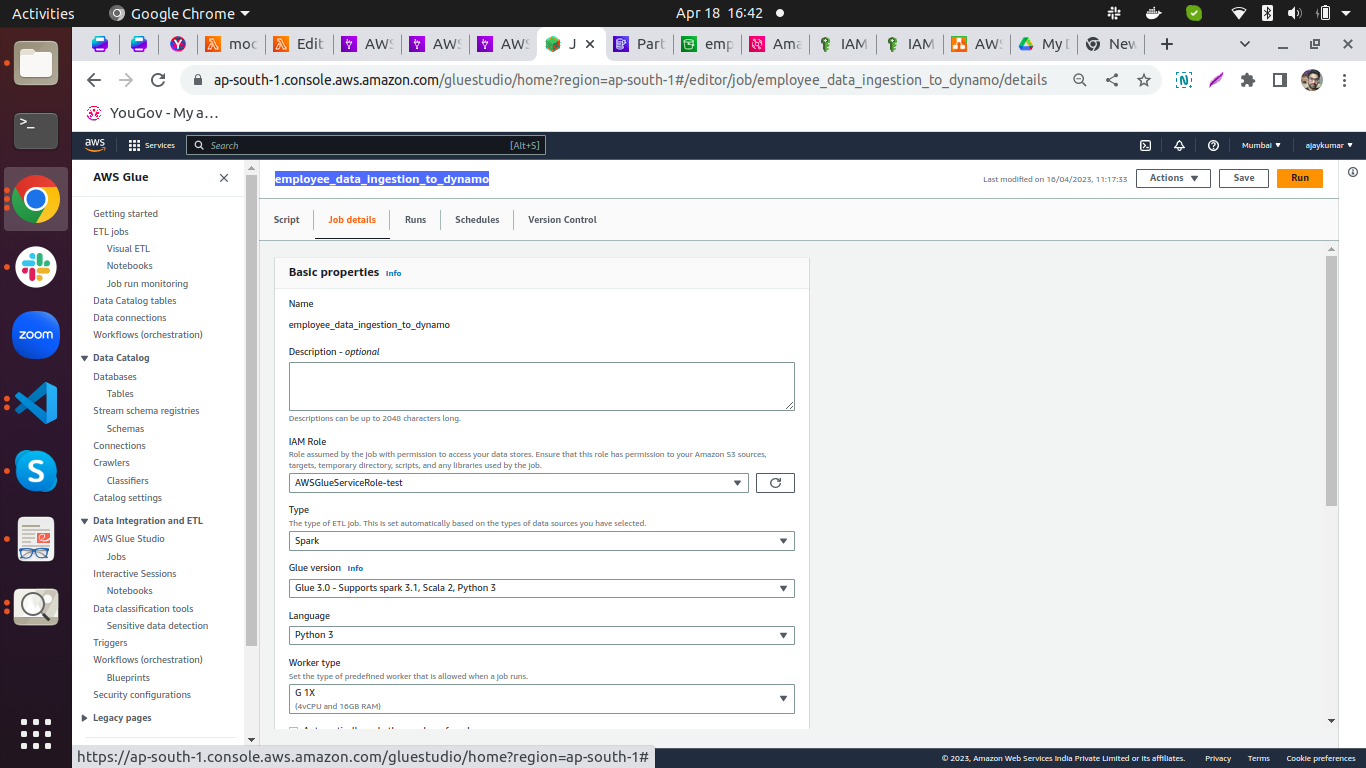 Activities
Google Chrome
Apr 18 16:42
moc
Edit
AWS
AWS
AWS
J
Part
emp
Ama
IAM
IAM
AWS
My D
New
ap-south-1.console.aws.amazon.com/gluestudio/home?region=ap-south-1#/editor/job/employee_data_ingestion_to_dynamo/details
YouGov - My a…
aws
Services
Search
[Alt+S]
Mumbai
ajaykumar
AWS Glue
Getting started
ETL jobs
Visual ETL
Notebooks
Job run monitoring
Data Catalog tables
Data connections
Workflows (orchestration)
Data Catalog
Databases
Tables
Stream schema registries
Schemas
Connections
Crawlers
Classifiers
Catalog settings
Data Integration and ETL
AWS Glue Studio
Jobs
Interactive Sessions
Notebooks
Data classification tools
Sensitive data detection
Triggers
Workflows (orchestration)
Blueprints
Security configurations
Legacy pages
employee_data_ingestion_to_dynamo
Last modified on 16/04/2023, 11:17:33
Actions
Save
Run
Script
Job details
Runs
Schedules
Version Control
Basic properties Info
Name
employee_data_ingestion_to_dynamo
Description - optional
Descriptions can be up to 2048 characters long.
IAM Role
Role assumed by the job with permission to access your data stores. Ensure that this role has permission to your Amazon S3 sources,
targets, temporary directory, scripts, and any libraries used by the job.
AWSGlueServiceRole-test
Type
The type of ETL job. This is set automatically based on the types of data sources you have selected.
Spark
Glue version Info
Glue 3.0 - Supports spark 3.1, Scala 2, Python 3
Language
Python 3
Worker type
Set the type of predefined worker that is allowed when a job runs.
G 1X
(4vCPU and 16GB RAM)
zoom
https://ap-south-1.console.aws.amazon.com/gluestudio/home?region=ap-south-1#
© 2023, Amazon Web Services India Private Limited or its affiliates.
Privacy
Terms
Cookie preferences